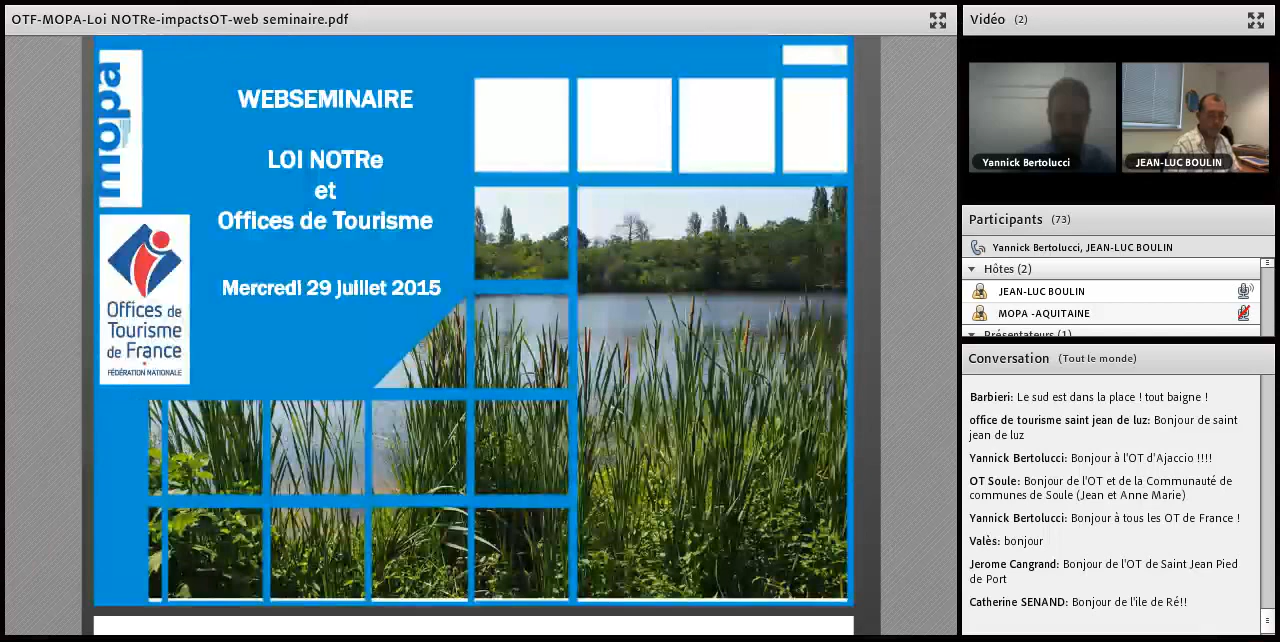 OTF-MOPA-Loi NOTRe-impactsOT-web seminaire.pdf
mopa
WEBSEMINAIRE
LOI NOTRe
et
Offices de Tourisme
Mercredi 29 juillet 2015
Offices de
Tourisme
de France
FÉDÉRATION NATIONALE
Vidéo (2)
Yannick Bertolucci
JEAN-LUC BOULIN
Participants (73)
Yannick Bertolucci, JEAN-LUC BOULIN
Hôtes (2)
JEAN-LUC BOULIN
MOPA -AQUITAINE
Présentateurs (1)
Conversation (Tout le monde)
Barbieri: Le sud est dans la place ! tout baigne !
office de tourisme saint jean de luz: Bonjour de saint
jean de luz
Yannick Bertolucci: Bonjour à l'OT d'Ajaccio !!!!
OT Soule: Bonjour de l'OT et de la Communauté de
communes de Soule (Jean et Anne Marie)
Yannick Bertolucci: Bonjour à tous les OT de France !
Valès: bonjour
Jerome Cangrand: Bonjour de l'OT de Saint Jean Pied
de Port
Catherine SENAND: Bonjour de l'ile de Ré!!